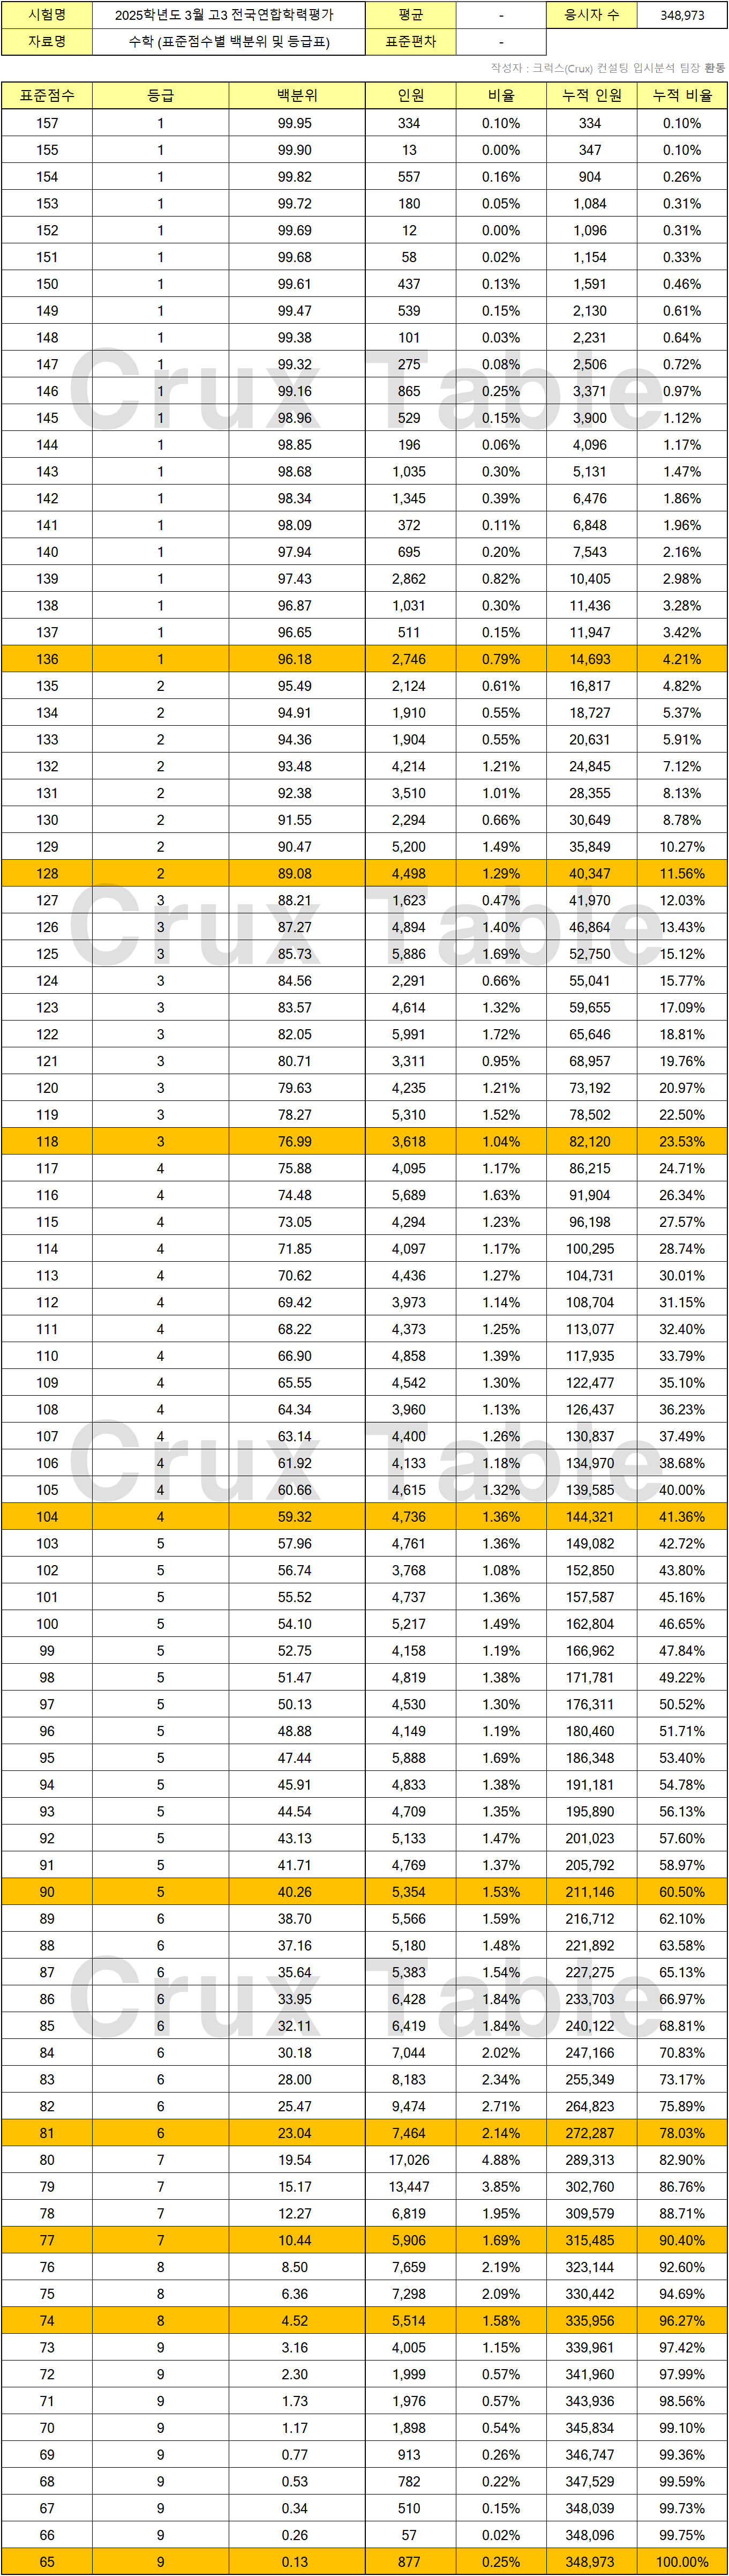 시험명 2025학년도 3월 고3 전국연합학력평가 평균 - 응시자 수 348,973
자료명 수학 (표준점수별 백분위 및 등급표) 표준편차 -
작성자 : 크럭스(Crux) 컨설팅 입시분석 팀장 환동
표준점수 등급 백분위 인원 비율 누적 인원 누적 비율
157 1 99.95 334 0.10% 334 0.10%
155 1 99.90 13 0.00% 347 0.10%
154 1 99.82 557 0.16% 904 0.26%
153 1 99.72 180 0.05% 1,084 0.31%
152 1 99.69 12 0.00% 1,096 0.31%
151 1 99.68 58 0.02% 1,154 0.33%
150 1 99.61 437 0.13% 1,591 0.46%
149 1 99.47 539 0.15% 2,130 0.61%
148 1 99.38 101 0.03% 2,231 0.64%
147 1 99.32 275 0.08% 2,506 0.72%
146 1 99.16 865 0.25% 3,371 0.97%
Crux Table
145 1 98.96 529 0.15% 3,900 1.12%
144 1 98.85 196 0.06% 4,096 1.17%
143 1 98.68 1,035 0.30% 5,131 1.47%
142 1 98.34 1,345 0.39% 6,476 1.86%
141 1 98.09 372 0.11% 6,848 1.96%
140 1 97.94 695 0.20% 7,543 2.16%
139 1 97.43 2,862 0.82% 10,405 2.98%
138 1 96.87 1,031 0.30% 11,436 3.28%
137 1 96.65 511 0.15% 11,947 3.42%
136 1 96.18 2,746 0.79% 14,693 4.21%
135 2 95.49 2,124 0.61% 16,817 4.82%
134 2 94.91 1,910 0.55% 18,727 5.37%
133 2 94.36 1,904 0.55% 20,631 5.91%
132 2 93.48 4,214 1.21% 24,845 7.12%
131 2 92.38 3,510 1.01% 28,355 8.13%
130 2 91.55 2,294 0.66% 30,649 8.78%
129 2 90.47 5,200 1.49% 35,849 10.27%
128 2 89.08 4,498 1.29% 40,347 11.56%
127 3 88.21 1,623 0.47% 41,970 12.03%
126 3 87.27 4,894 1.40% 46,864 13.43%
Crux Table
125 3 85.73 5,886 1.69% 52,750 15.12%
124 3 84.56 2,291 0.66% 55,041 15.77%
123 3 83.57 4,614 1.32% 59,655 17.09%
122 3 82.05 5,991 1.72% 65,646 18.81%
121 3 80.71 3,311 0.95% 68,957 19.76%
120 3 79.63 4,235 1.21% 73,192 20.97%
119 3 78.27 5,310 1.52% 78,502 22.50%
118 3 76.99 3,618 1.04% 82,120 23.53%
117 4 75.88 4,095 1.17% 86,215 24.71%
116 4 74.48 5,689 1.63% 91,904 26.34%
115 4 73.05 4,294 1.23% 96,198 27.57%
114 4 71.85 4,097 1.17% 100,295 28.74%
113 4 70.62 4,436 1.27% 104,731 30.01%
112 4 69.42 3,973 1.14% 108,704 31.15%
111 4 68.22 4,373 1.25% 113,077 32.40%
110 4 66.90 4,858 1.39% 117,935 33.79%
109 4 65.55 4,542 1.30% 122,477 35.10%
108 4 64.34 3,960 1.13% 126,437 36.23%
107 4 63.14 4,400 1.26% 130,837 37.49%
106 4 61.92 4,133 1.18% 134,970 38.68%
Crux Table
105 4 60.66 4,615 1.32% 139,585 40.00%
104 4 59.32 4,736 1.36% 144,321 41.36%
103 5 57.96 4,761 1.36% 149,082 42.72%
102 5 56.74 3,768 1.08% 152,850 43.80%
101 5 55.52 4,737 1.36% 157,587 45.16%
100 5 54.10 5,217 1.49% 162,804 46.65%
99 5 52.75 4,158 1.19% 166,962 47.84%
98 5 51.47 4,819 1.38% 171,781 49.22%
97 5 50.13 4,530 1.30% 176,311 50.52%
96 5 48.88 4,149 1.19% 180,460 51.71%
95 5 47.44 5,888 1.69% 186,348 53.40%
94 5 45.91 4,833 1.38% 191,181 54.78%
93 5 44.54 4,709 1.35% 195,890 56.13%
92 5 43.13 5,133 1.47% 201,023 57.60%
91 5 41.71 4,769 1.37% 205,792 58.97%
90 5 40.26 5,354 1.53% 211,146 60.50%
89 6 38.70 5,566 1.59% 216,712 62.10%
88 6 37.16 5,180 1.48% 221,892 63.58%
87 6 35.64 5,383 1.54% 227,275 65.13%
86 6 33.95 6,428 1.84% 233,703 66.97%
Crux Table
85 6 32.11 6,419 1.84% 240,122 68.81%
84 6 30.18 7,044 2.02% 247,166 70.83%
83 6 28.00 8,183 2.34% 255,349 73.17%
82 6 25.47 9,474 2.71% 264,823 75.89%
81 6 23.04 7,464 2.14% 272,287 78.03%
80 7 19.54 17,026 4.88% 289,313 82.90%
79 7 15.17 13,447 3.85% 302,760 86.76%
78 7 12.27 6,819 1.95% 309,579 88.71%
77 7 10.44 5,906 1.69% 315,485 90.40%
76 8 8.50 7,659 2.19% 323,144 92.60%
75 8 6.36 7,298 2.09% 330,442 94.69%
74 8 4.52 5,514 1.58% 335,956 96.27%
73 9 3.16 4,005 1.15% 339,961 97.42%
72 9 2.30 1,999 0.57% 341,960 97.99%
71 9 1.73 1,976 0.57% 343,936 98.56%
70 9 1.17 1,898 0.54% 345,834 99.10%
69 9 0.77 913 0.26% 346,747 99.36%
68 9 0.53 782 0.22% 347,529 99.59%
67 9 0.34 510 0.15% 348,039 99.73%
66 9 0.26 57 0.02% 348,096 99.75%
65 9 0.13 877 0.25% 348,973 100.00%